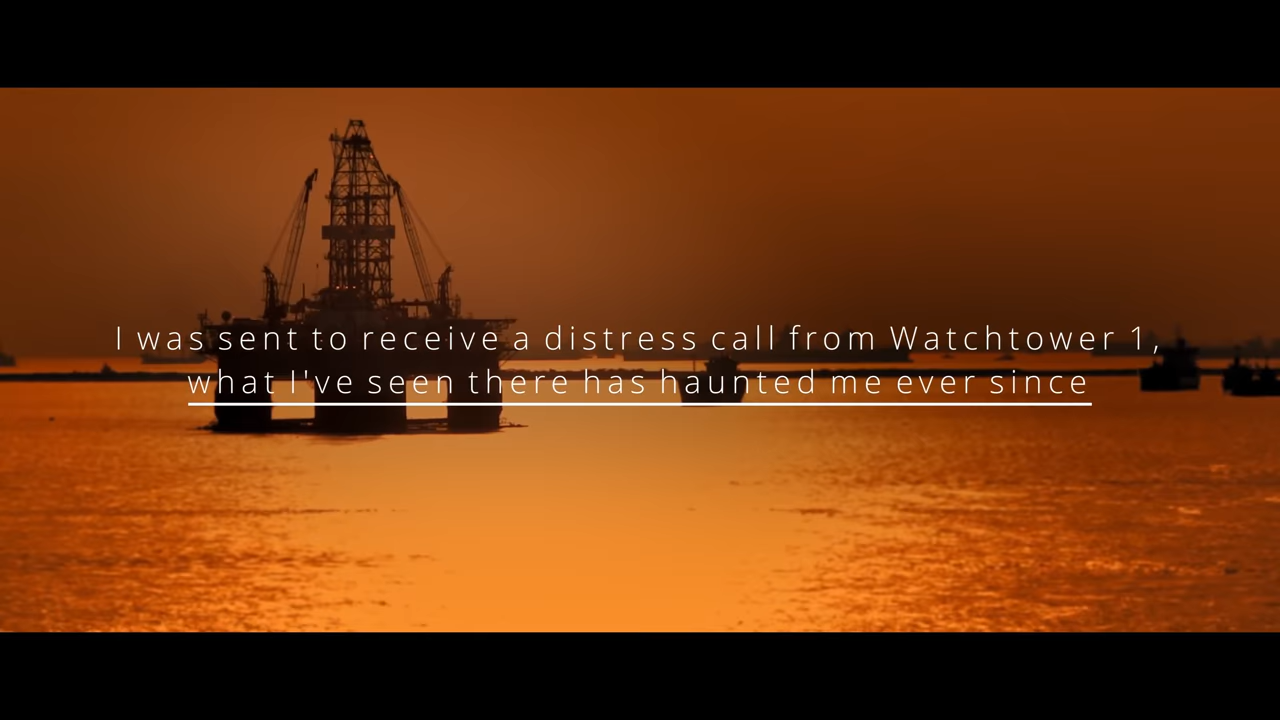 I was sent to receive a distress call from Watchtower 1,
what I've seen there has haunted me ever since